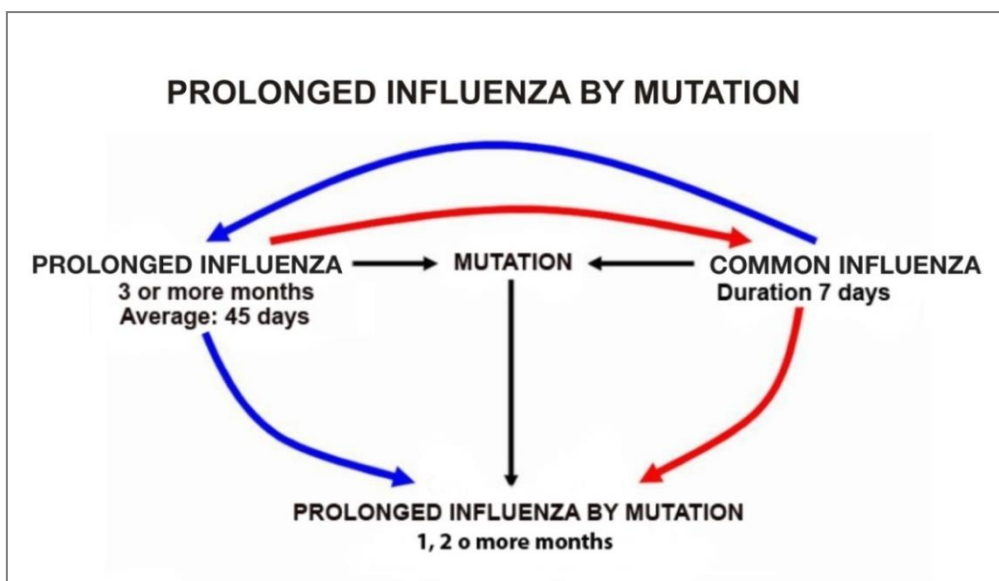 PROLONGED INFLUENZA BY MUTATION
PROLONGED INFLUENZA
3 or more months
Average: 45 days
MUTATION
COMMON INFLUENZA
Duration 7 days
PROLONGED INFLUENZA BY MUTATION
1, 2 o more months